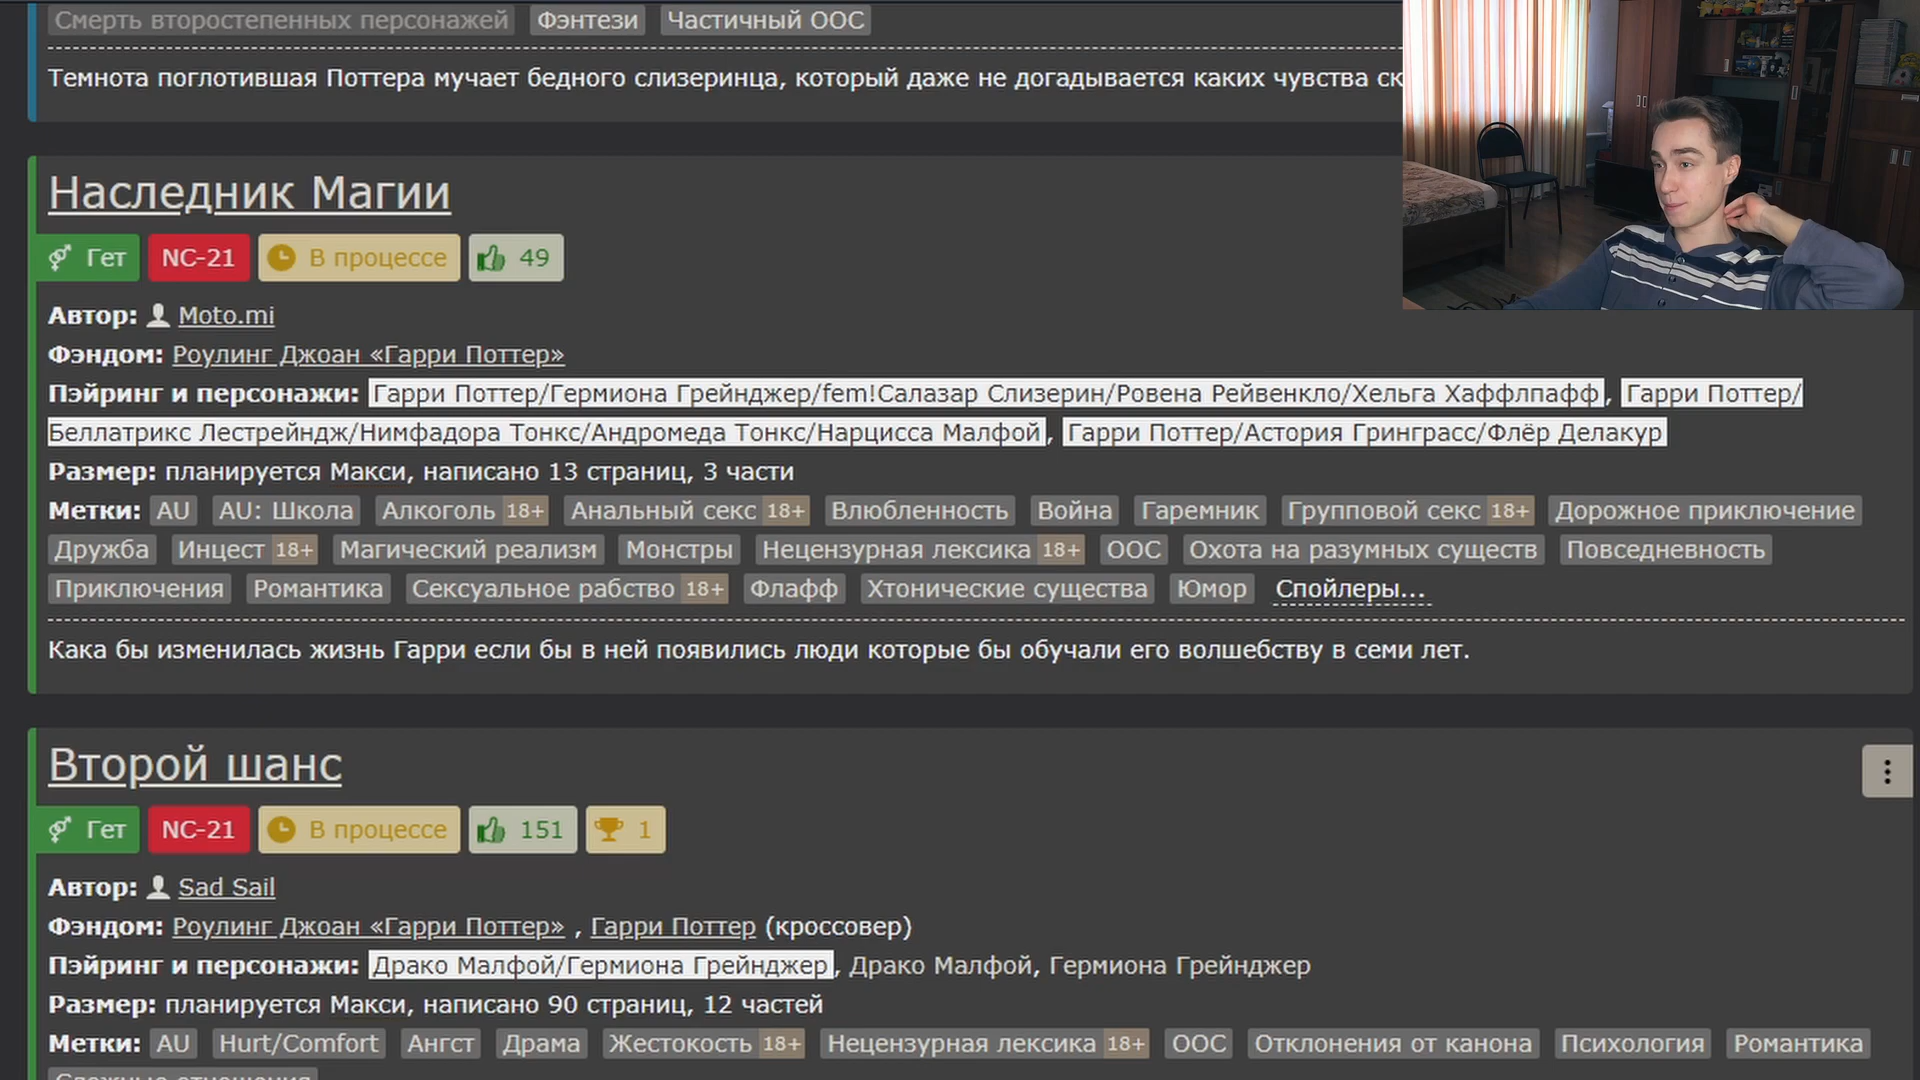 Смерть второстепенных персонажей Фэнтези Частичный ООС
Темнота поглотившая Поттера мучает бедного слизеринца, который даже не догадывается каких чувства ск
Наследник Магии
Гет NC-21 В процессе 49
Автор: Moto.mi
Фэндом: Роулинг Джоан «Гарри Поттер»
Пэйринг и персонажи: Гарри Поттер/Гермиона Грейнджер/fem!Салазар Слизерин/Ровена Рейвенкло/Хельга Хаффлпафф, Гарри Поттер/
Беллатрикс Лестрейндж/Нимфадора Тонкс/Андромеда Тонкс/Нарцисса Малфой, Гарри Поттер/Астория Гринграсс/Флёр Делакур
Размер: планируется Макси, написано 13 страниц, 3 части
Метки: AU AU: Школа Алкоголь 18+ Анальный секс 18+ Влюбленность Война Гаремник Групповой секс 18+ Дорожное приключение
Дружба Инцест 18+ Магический реализм Монстры Нецензурная лексика 18+ ООС Охота на разумных существ Повседневность
Приключения Романтика Сексуальное рабство 18+ Флафф Хтонические существа Юмор Спойлеры...
Кака бы изменилась жизнь Гарри если бы в ней появились люди которые бы обучали его волшебству в семи лет.
Второй шанс
Гет NC-21 В процессе 151 1
Автор: Sad Sail
Фэндом: Роулинг Джоан «Гарри Поттер» , Гарри Поттер (кроссовер)
Пэйринг и персонажи: Драко Малфой/Гермиона Грейнджер, Драко Малфой, Гермиона Грейнджер
Размер: планируется Макси, написано 90 страниц, 12 частей
Метки: AU Hurt/Comfort Ангст Драма Жестокость 18+ Нецензурная лексика 18+ ООС Отклонения от канона Психология Романтика
Сложные отношения